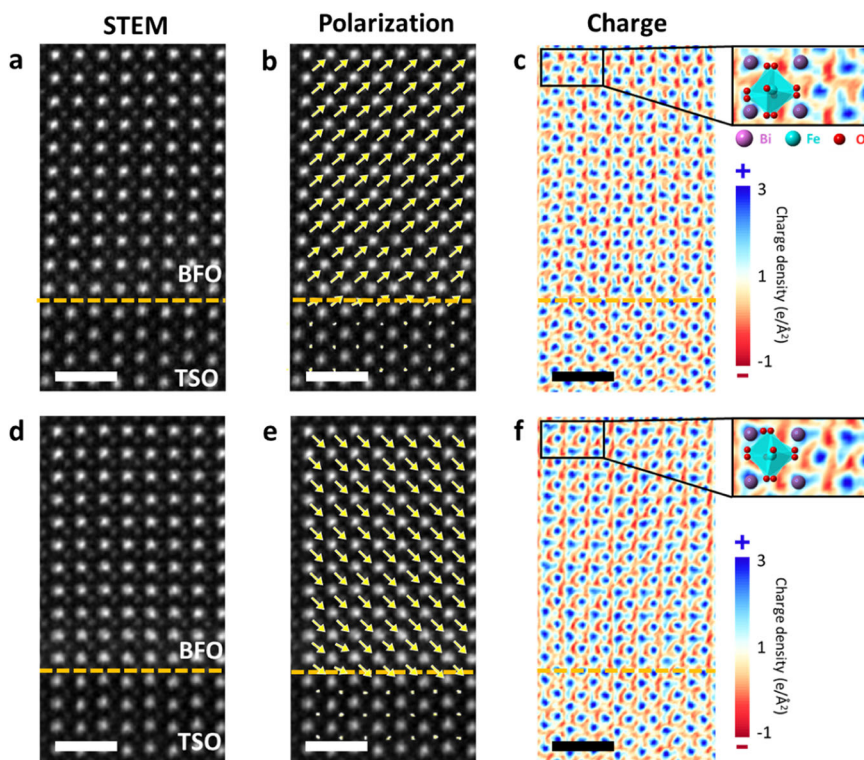 STEM
Polarization
Charge
a
b
c
Bi Fe O
BFO
TSO
+
3
1
-1
−
Charge density (e/Å²)
d
e
f
BFO
TSO
+
3
1
-1
−
Charge density (e/Å²)